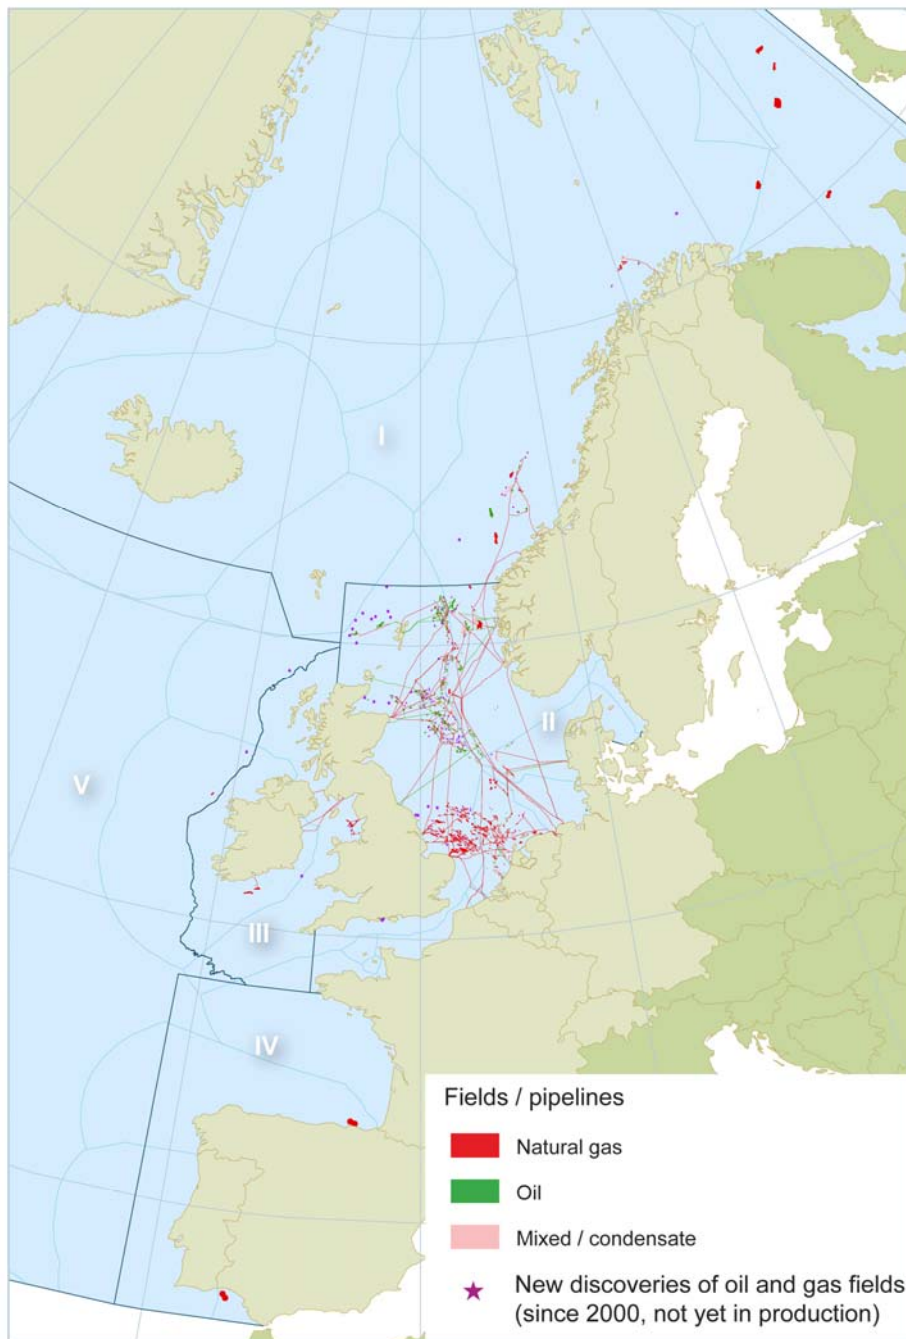 I
II
V
III
IV
Fields / pipelines
Natural gas
Oil
Mixed / condensate
New discoveries of oil and gas fields
(since 2000, not yet in production)